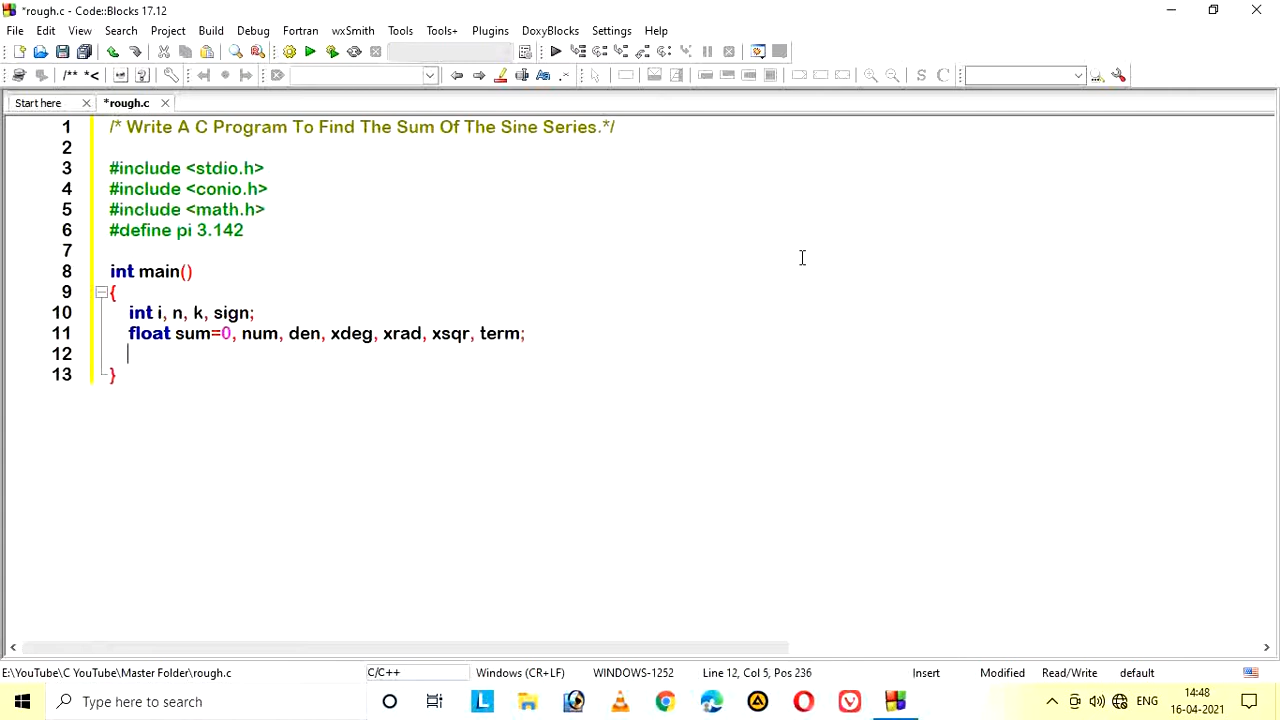 *rough.c - Code::Blocks 17.12
File Edit View Search Project Build Debug Fortran wxSmith Tools Tools+ Plugins DoxyBlocks Settings Help
/** *<
S C
Start here *rough.c
1 /* Write A C Program To Find The Sum Of The Sine Series.*/
2
3 #include <stdio.h>
4 #include <conio.h>
5 #include <math.h>
6 #define pi 3.142
7
8 int main()
9 {
10 int i, n, k, sign;
11 float sum=0, num, den, xdeg, xrad, xsqr, term;
12
13 }
E:\YouTube\C YouTube\Master Folder\rough.c C/C++ Windows (CR+LF) WINDOWS-1252 Line 12, Col 5, Pos 236 Insert Modified Read/Write default
Type here to search L ENG 14:48
16-04-2021